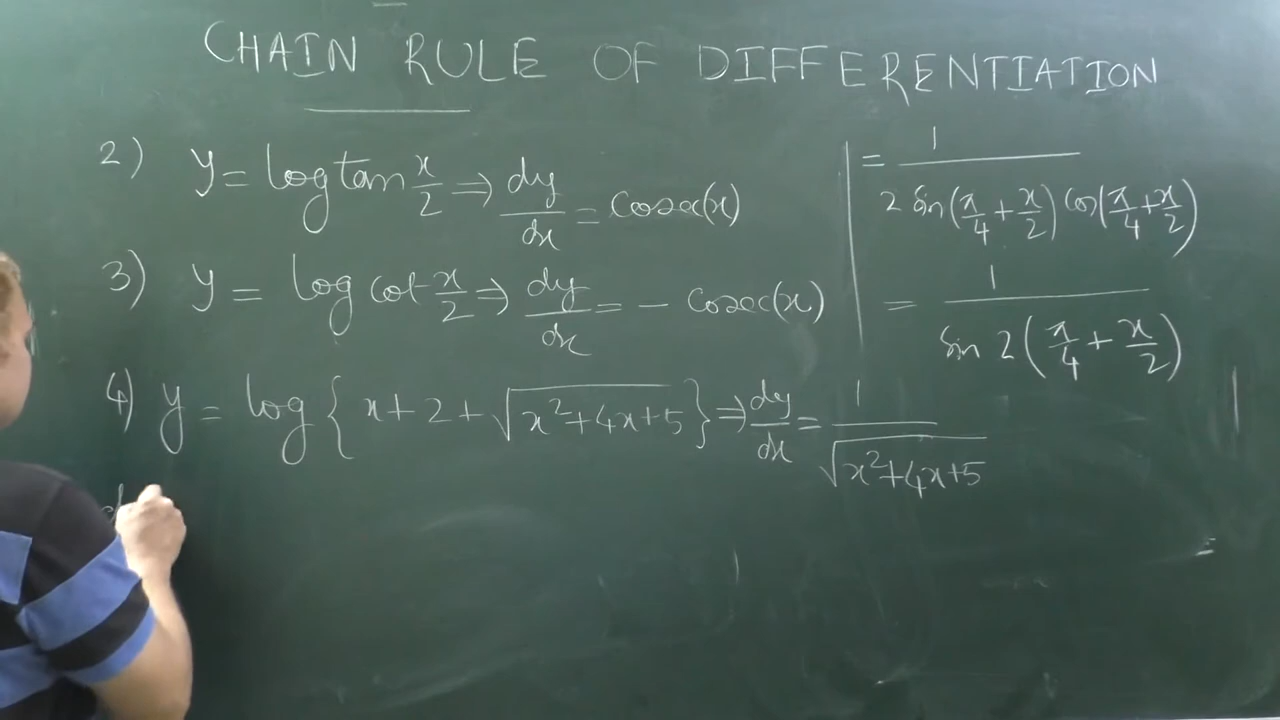 CHAIN RULE OF DIFFERENTIATION
2) y = log tan x/2 ⇒ dy/dx = cosec(x)
3) y = log cot x/2 ⇒ dy/dx = - cosec(x)
4) y = log { x + 2 + √(x²+4x+5) } ⇒ dy/dx = 1/√(x²+4x+5)
d
= 1/(2 sin(π/4 + x/2) cos(π/4 + x/2))
= 1/(sin 2(π/4 + x/2))